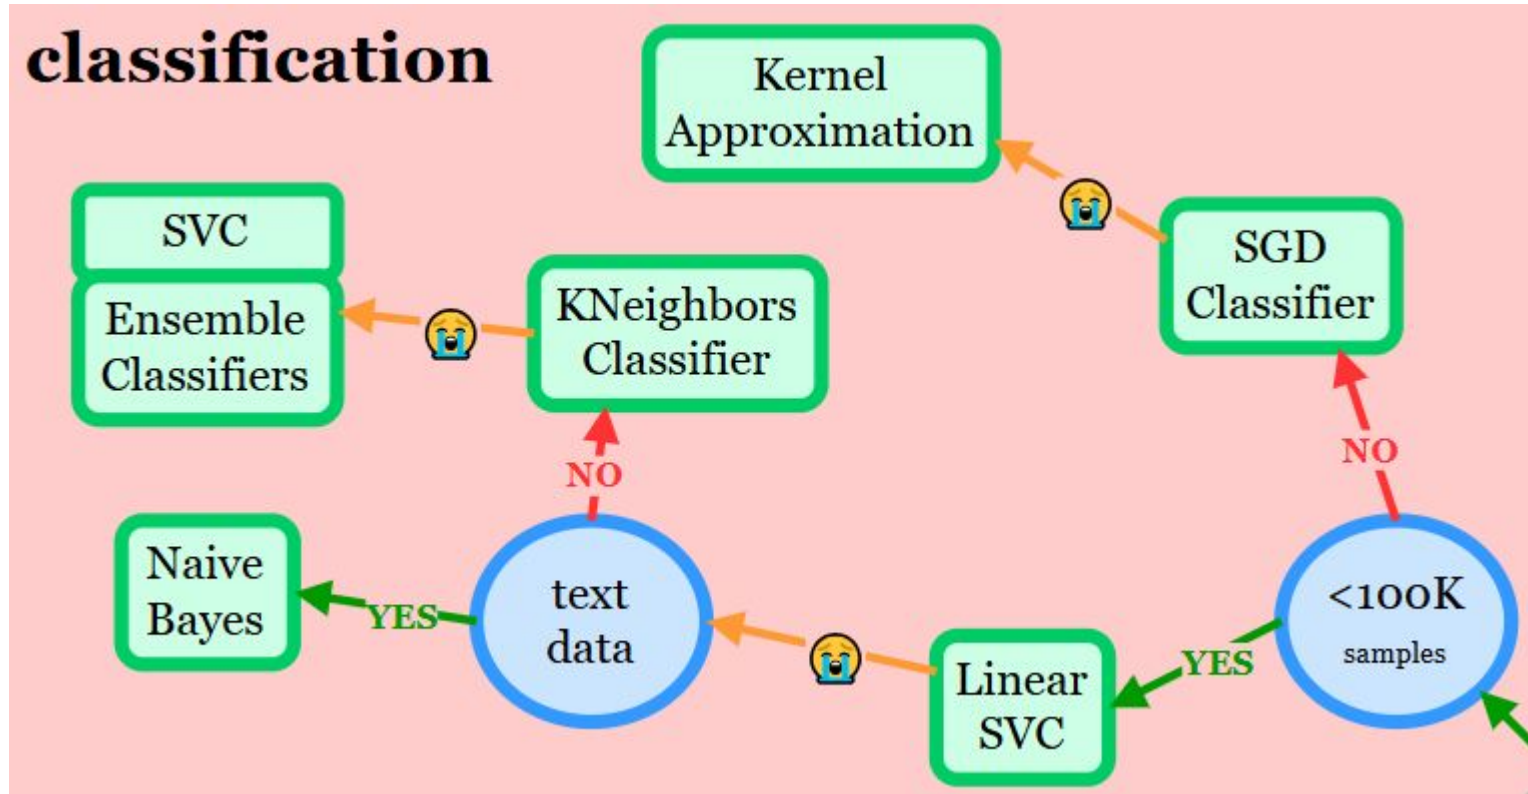 classification
Kernel
Approximation
SVC
Ensemble
Classifiers
KNeighbors
Classifier
SGD
Classifier
NO
NO
Naive
Bayes
YES
text
data
Linear
SVC
YES
<100K
samples